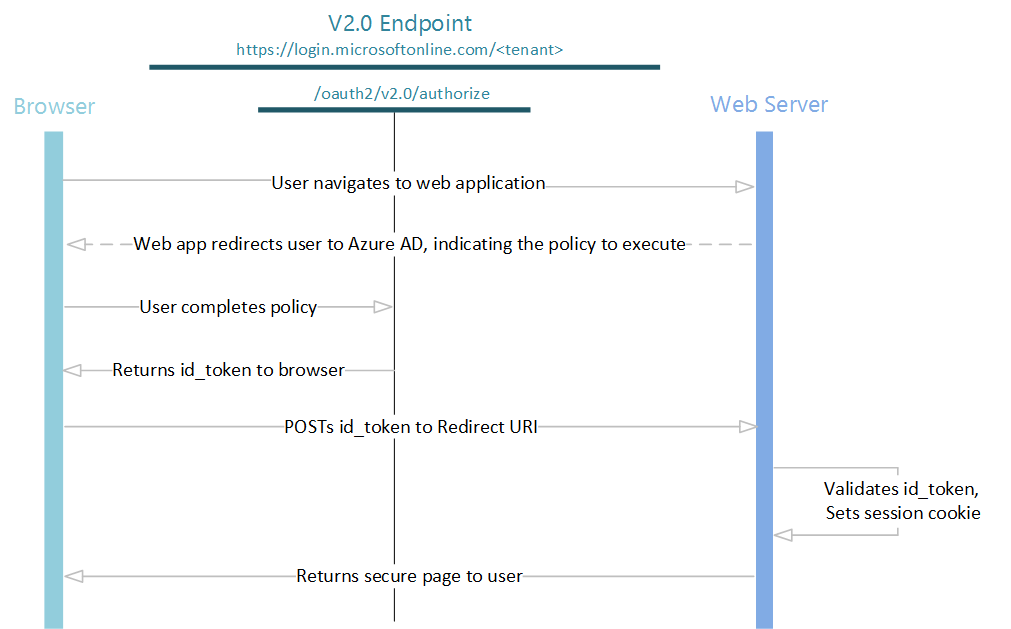 V2.0 Endpoint
https://login.microsoftonline.com/<tenant>
/oauth2/v2.0/authorize
Browser
Web Server
User navigates to web application
Web app redirects user to Azure AD, indicating the policy to execute
User completes policy
Returns id_token to browser
POSTs id_token to Redirect URI
Validates id_token,
Sets session cookie
Returns secure page to user